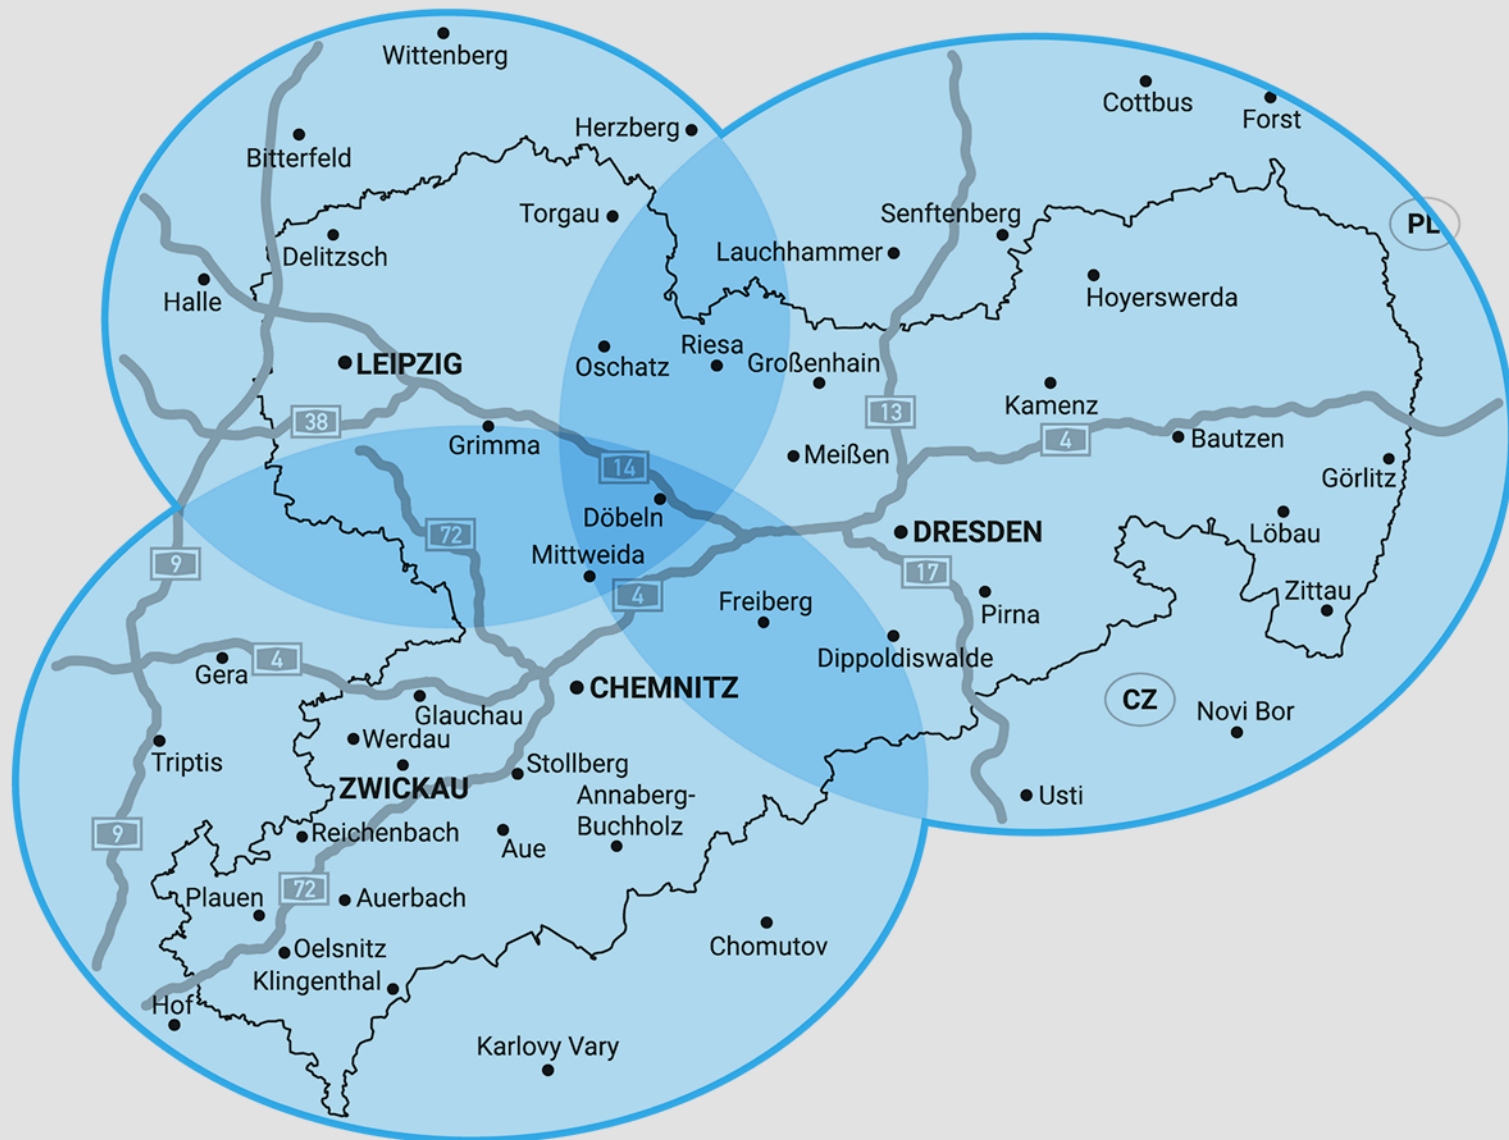 Wittenberg
Cottbus
Forst
Herzberg
Bitterfeld
Torgau
Senftenberg
PL
Delitzsch
Lauchhammer
Halle
Hoyerswerda
LEIPZIG
Oschatz
Riesa
Großenhain
Kamenz
38
13
4
Grimma
Bautzen
Meißen
14
Görlitz
Döbeln
72
DRESDEN
Löbau
Mittweida
9
17
4
Zittau
Freiberg
Pirna
Gera
4
Dippoldiswalde
CHEMNITZ
CZ
Glauchau
Novi Bor
Werdau
Triptis
Stollberg
ZWICKAU
Annaberg-
Buchholz
Usti
9
Reichenbach
Aue
Plauen
72
Auerbach
Oelsnitz
Chomutov
Klingenthal
Hof
Karlovy Vary